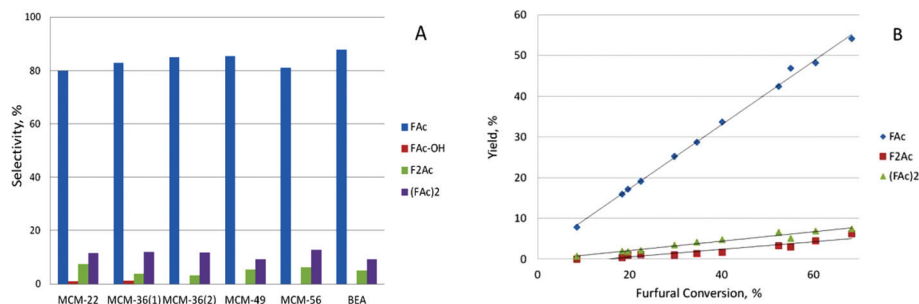 A
100
80
60
40
20
0
Selectivity, %
MCM-22
MCM-36(1)
MCM-36(2)
MCM-49
MCM-56
BEA
FAc
FAc-OH
F2Ac
(FAc)2
B
60
50
40
30
20
10
0
Yield, %
0
20
40
60
Furfural Conversion, %
FAc
F2Ac
(FAc)2